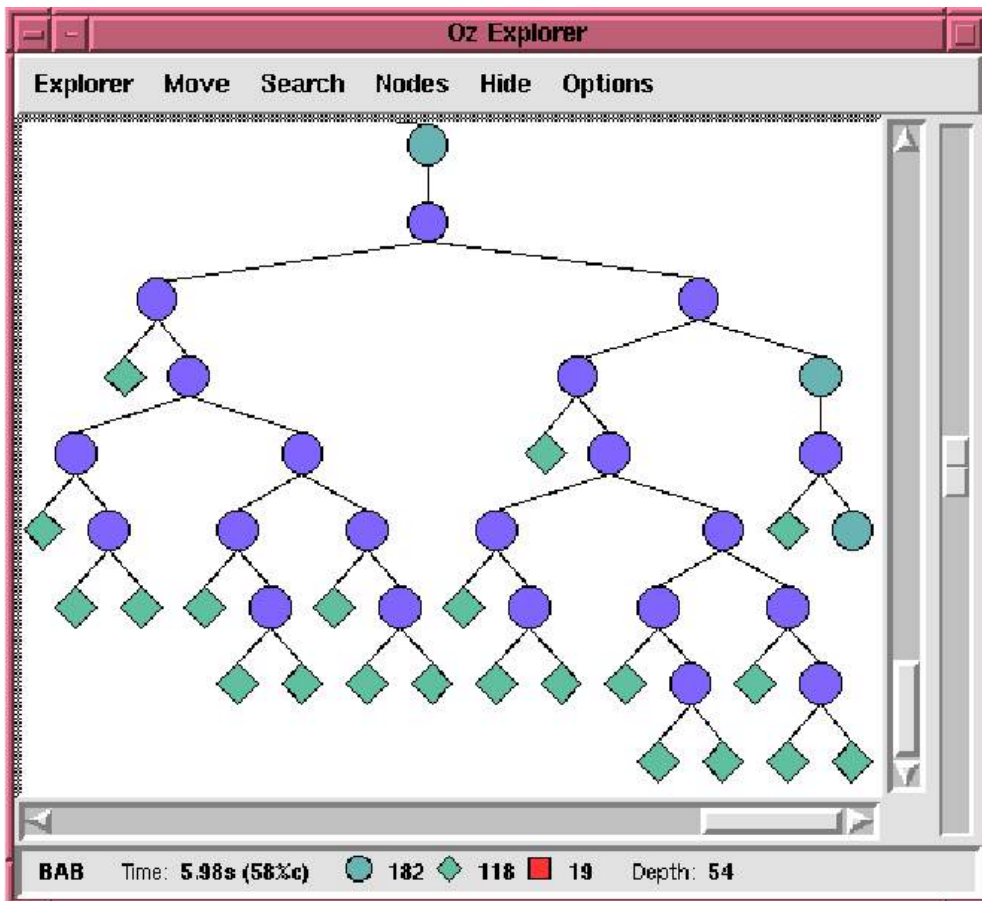 Oz Explorer
Explorer Move Search Nodes Hide Options
BAB Time: 5.98s (58%c) 182 118 19 Depth: 54